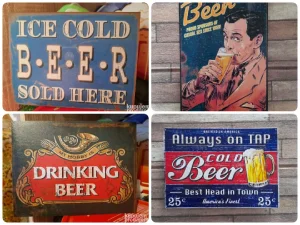 ICE COLD
B·E·E·R
SOLD HERE
Beer
DRINKING
BEER
Always on TAP
COLD
Beer
Best Head in Town
25¢
America's Finest
25¢